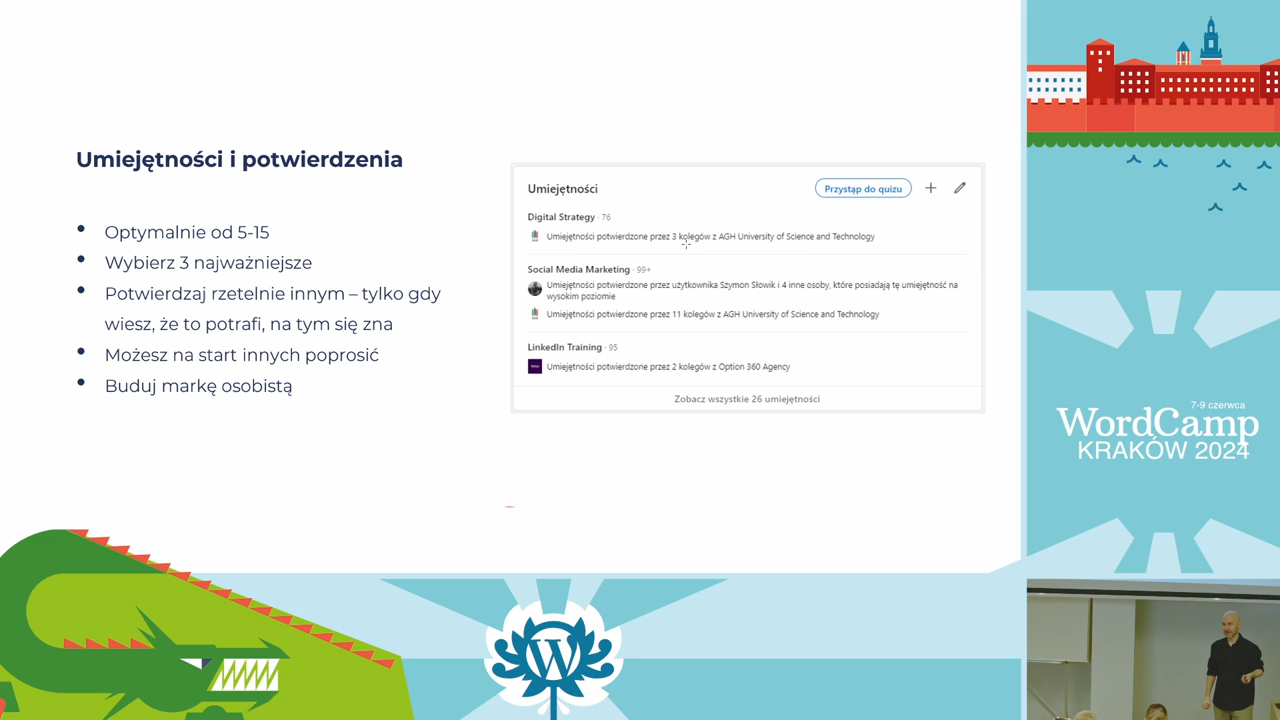 Umiejętności i potwierdzenia
Optymalnie od 5-15
Wybierz 3 najważniejsze
Potwierdzaj rzetelnie innym – tylko gdy
wiesz, że to potrafi, na tym się zna
Możesz na start innych poprosić
Buduj markę osobistą
Umiejętności
Przystąp do quizu
Digital Strategy · 76
Umiejętności potwierdzone przez 3 kolegów z AGH University of Science and Technology
Social Media Marketing · 99+
Umiejętności potwierdzone przez użytkownika Szymon Słowik i 4 inne osoby, które posiadają tę umiejętność na
wysokim poziomie
Umiejętności potwierdzone przez 11 kolegów z AGH University of Science and Technology
LinkedIn Training · 95
Umiejętności potwierdzone przez 2 kolegów z Option 360 Agency
Zobacz wszystkie 26 umiejętności
7-9 czerwca
WordCamp
KRAKÓW 2024
W